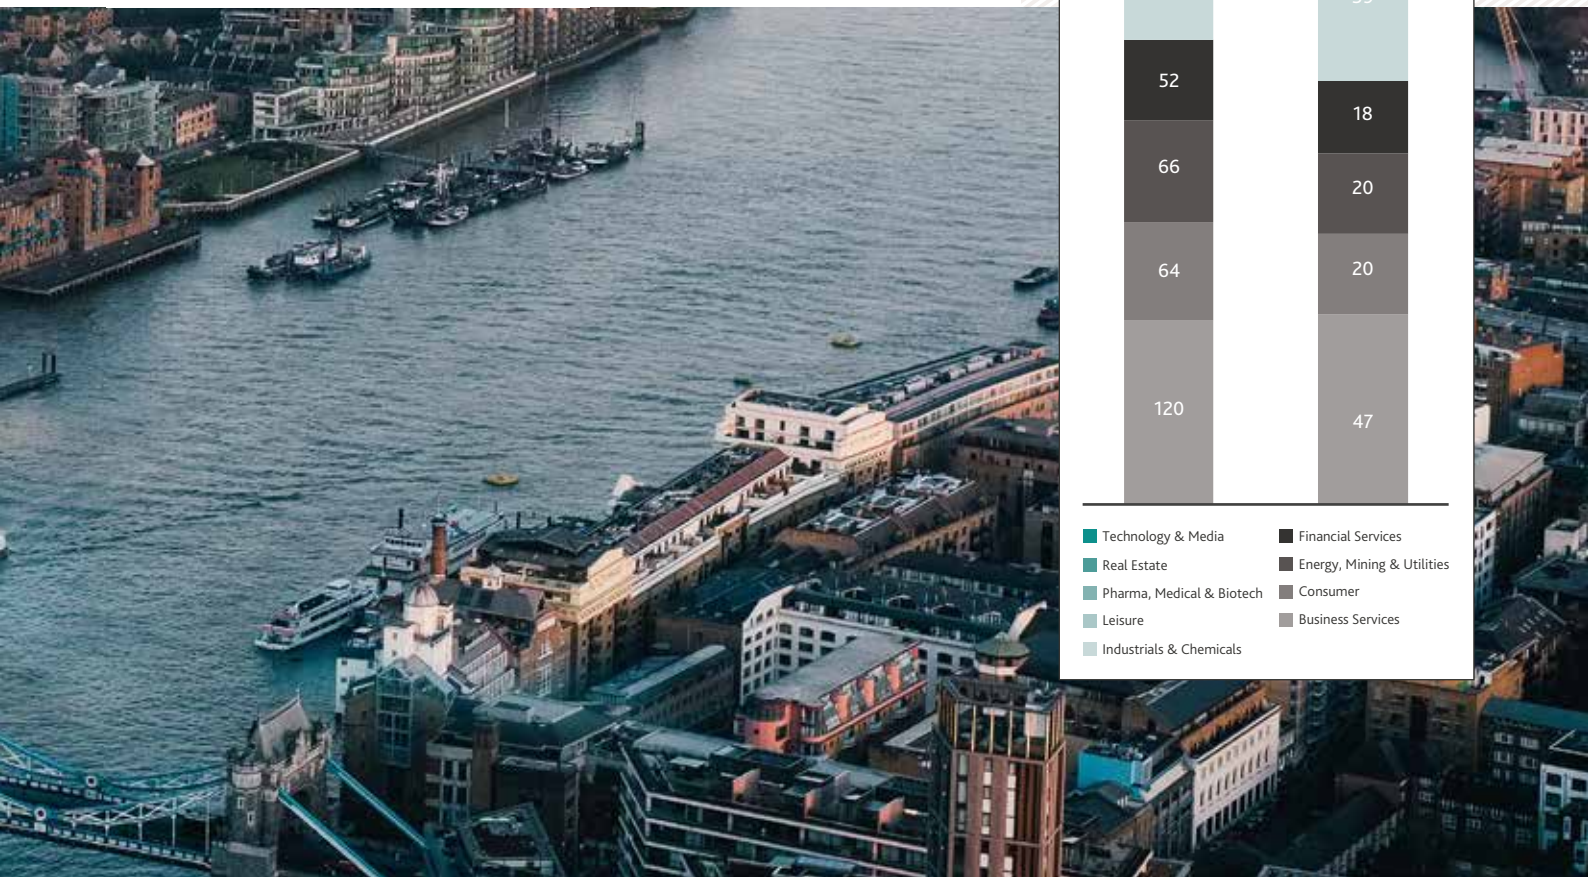 52
18
66
20
64
20
120
47
Technology & Media
Financial Services
Real Estate
Energy, Mining & Utilities
Pharma, Medical & Biotech
Consumer
Leisure
Business Services
Industrials & Chemicals